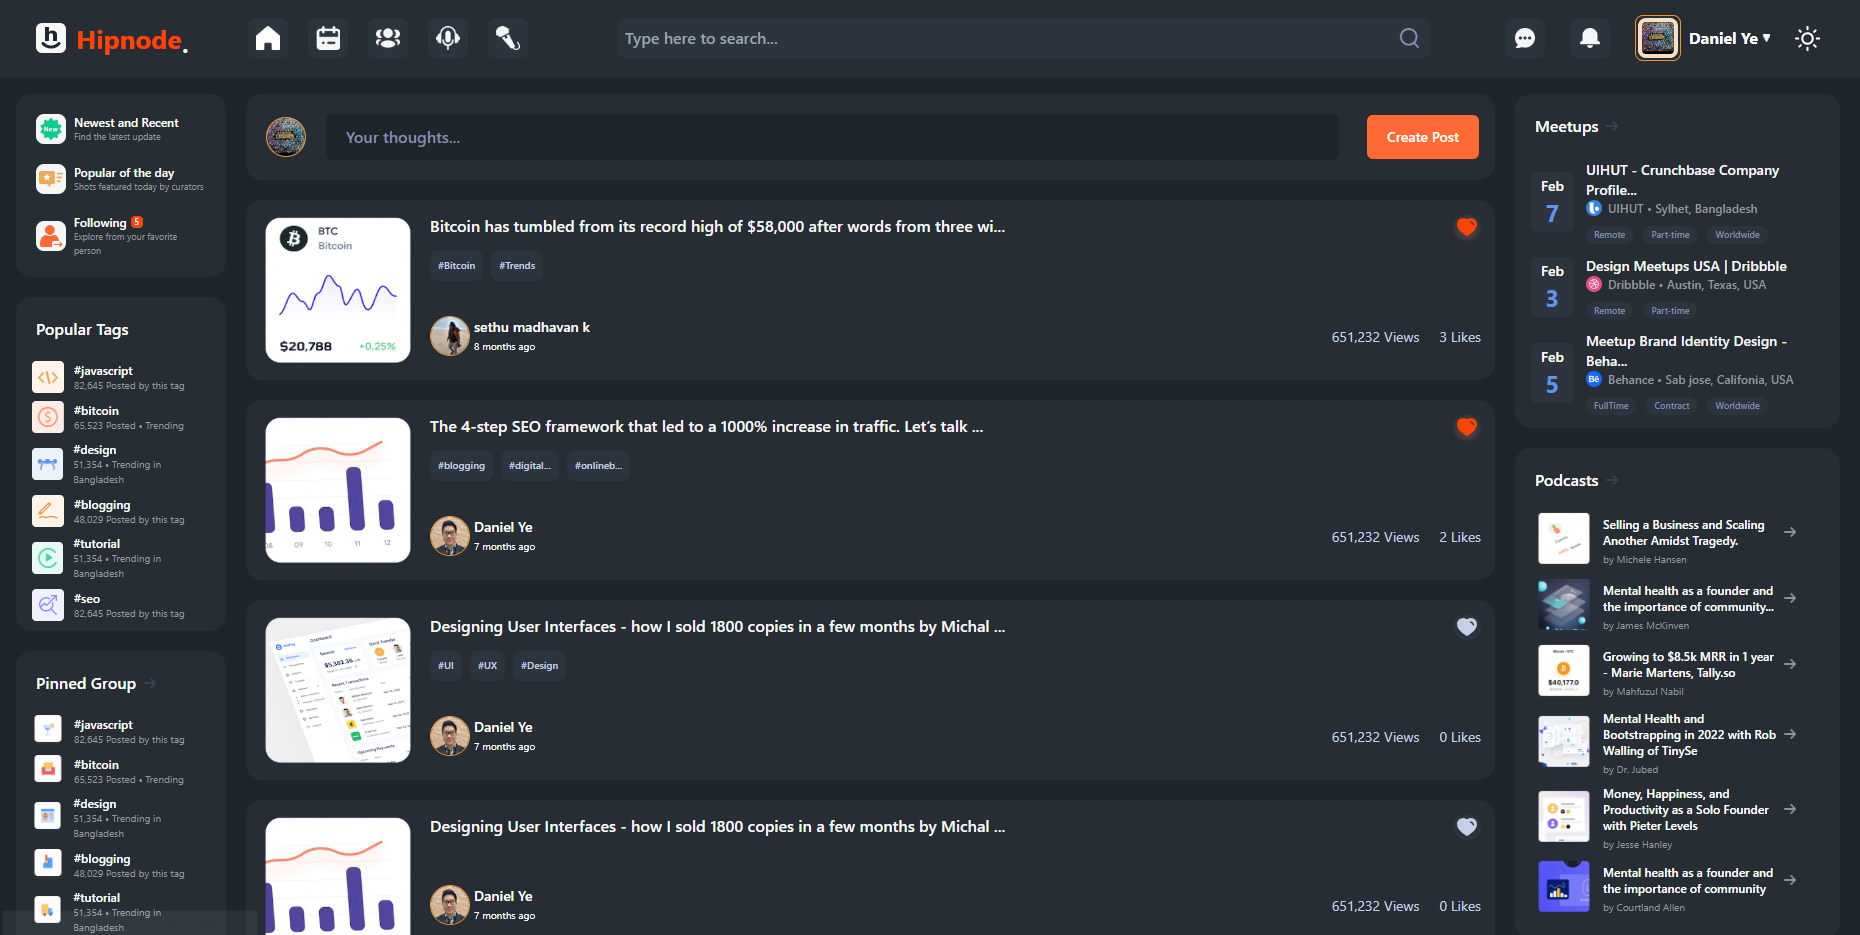 Hipnode.
Type here to search...
Daniel Ye ▾
New
Newest and Recent
Find the latest update
Popular of the day
Shots featured today by curators
Following 5
Explore from your favorite
person
Popular Tags
#javascript
82,645 Posted by this tag
#bitcoin
65,523 Posted • Trending
#design
51,354 • Trending in
Bangladesh
#blogging
48,029 Posted by this tag
#tutorial
51,354 • Trending in
Bangladesh
#seo
82,645 Posted by this tag
Pinned Group
#javascript
82,645 Posted by this tag
#bitcoin
65,523 Posted • Trending
#design
51,354 • Trending in
Bangladesh
#blogging
48,029 Posted by this tag
#tutorial
51,354 • Trending in
Bangladesh
Your thoughts...
Create Post
BTC
Bitcoin
$20,788 +0,25%
Bitcoin has tumbled from its record high of $58,000 after words from three wi...
#Bitcoin #Trends
sethu madhavan k
8 months ago
651,232 Views 3 Likes
08 09 10 11 12
The 4-step SEO framework that led to a 1000% increase in traffic. Let's talk ...
#blogging #digital... #onlineb...
Daniel Ye
7 months ago
651,232 Views 2 Likes
Designing User Interfaces - how I sold 1800 copies in a few months by Michal ...
#UI #UX #Design
Daniel Ye
7 months ago
651,232 Views 0 Likes
Designing User Interfaces - how I sold 1800 copies in a few months by Michal ...
Daniel Ye
7 months ago
651,232 Views 0 Likes
Meetups
Feb
7
UIHUT - Crunchbase Company
Profile...
UIHUT • Sylhet, Bangladesh
Remote Part-time Worldwide
Feb
3
Design Meetups USA | Dribbble
Dribbble • Austin, Texas, USA
Remote Part-time
Feb
5
Meetup Brand Identity Design -
Beha...
Behance • Sab jose, Califonia, USA
FullTime Contract Worldwide
Podcasts
Selling a Business and Scaling
Another Amidst Tragedy.
by Michele Hansen
Mental health as a founder and
the importance of community...
by James McKinven
$40,177.0
Growing to $8.5k MRR in 1 year
- Marie Martens, Tally.so
by Mahfuzul Nabil
Mental Health and
Bootstrapping in 2022 with Rob
Walling of TinySe
by Dr. Jubed
Money, Happiness, and
Productivity as a Solo Founder
with Pieter Levels
by Jesse Hanley
Mental health as a founder and
the importance of community
by Courtland Allen